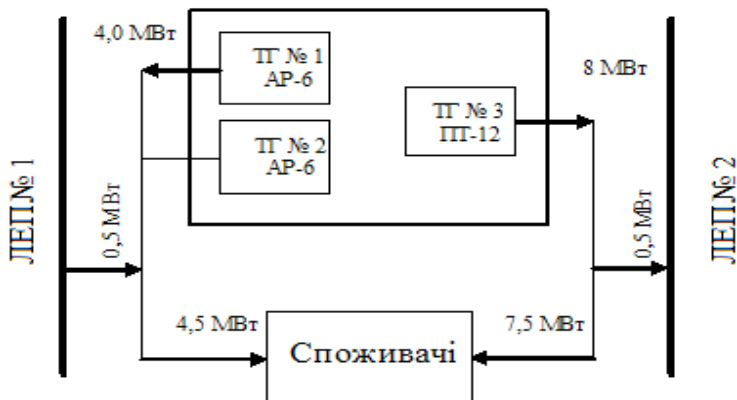 4,0 МВт
ТГ № 1
АР-6
8 МВт
ТГ № 3
ПТ-12
ТГ № 2
АР-6
ЛЕП№ 1
0,5 МВт
0,5 МВт
ЛЕП№ 2
4,5 МВт
7,5 МВт
Споживачі